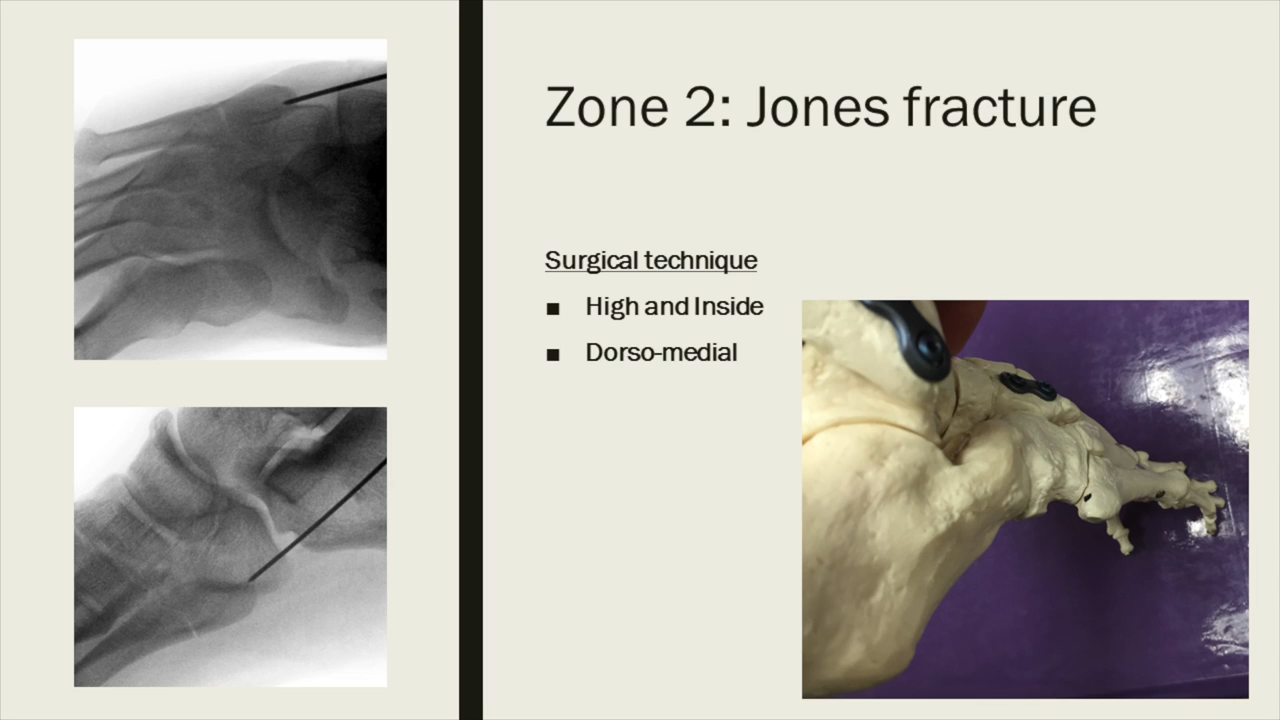 Zone 2: Jones fracture
Surgical technique
▪ High and Inside
▪ Dorso-medial